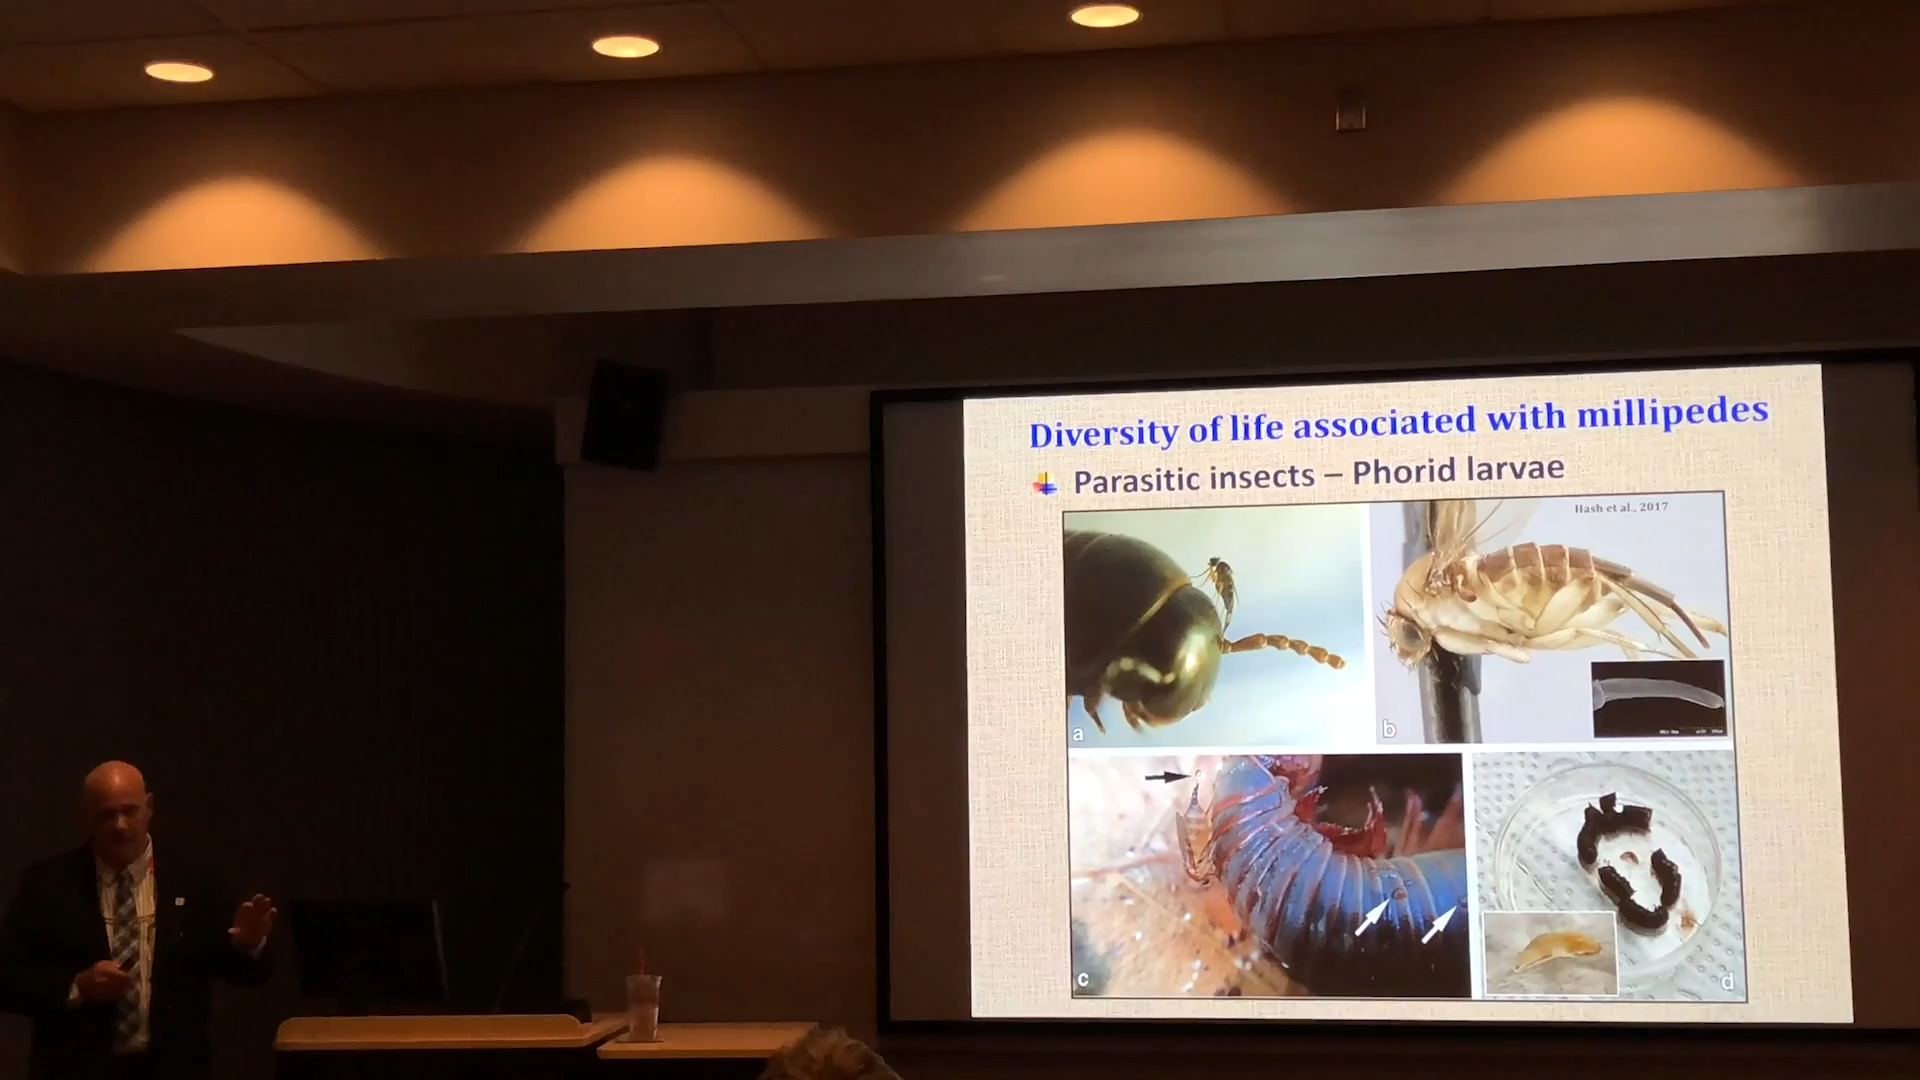 Diversity of life associated with millipedes
Parasitic insects – Phorid larvae
Hash et al., 2017
a
b
c
d